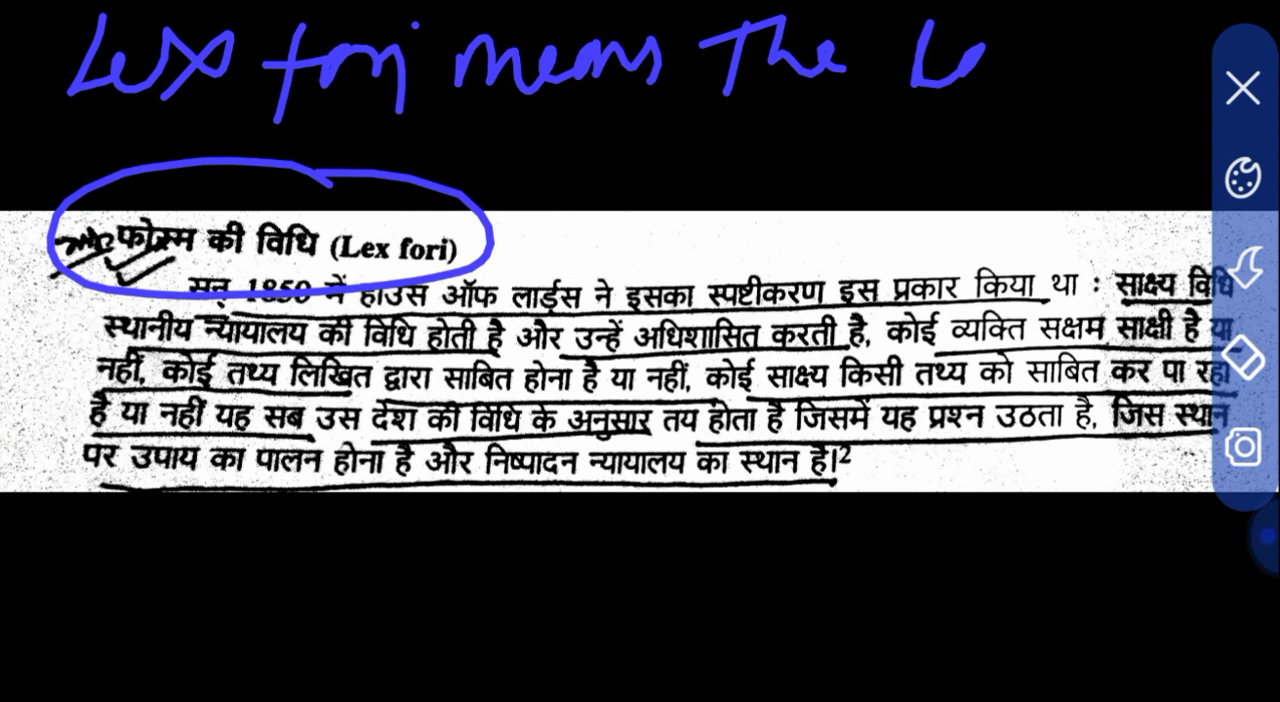 Lex fori means The
फोरम की विधि (Lex fori)
सन् 1850 में हाउस ऑफ लार्ड्स ने इसका स्पष्टीकरण इस प्रकार किया था : साक्ष्य विधि
स्थानीय न्यायालय की विधि होती है और उन्हें अधिशासित करती है, कोई व्यक्ति सक्षम साक्षी है या
नहीं, कोई तथ्य लिखित द्वारा साबित होना है या नहीं, कोई साक्ष्य किसी तथ्य को साबित कर पा रहा
है या नहीं यह सब उस देश की विधि के अनुसार तय होता है जिसमें यह प्रश्न उठता है, जिस स्थान
पर उपाय का पालन होना है और निष्पादन न्यायालय का स्थान है।²